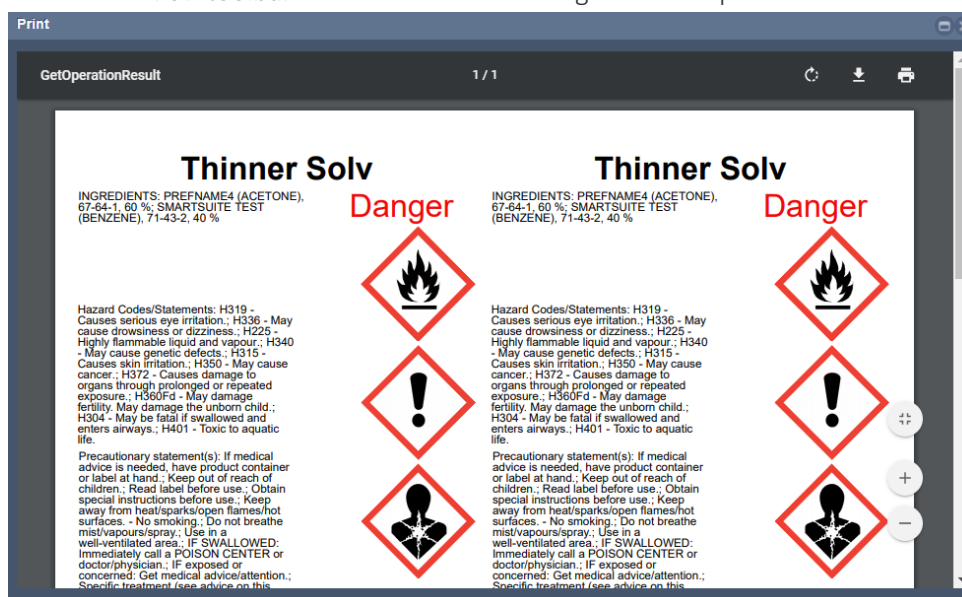 Print
GetOperationResult
1 / 1
Thinner Solv
INGREDIENTS: PREFNAME4 (ACETONE),
67-64-1, 60 %; SMARTSUITE TEST
(BENZENE), 71-43-2, 40 %
Danger
Hazard Codes/Statements: H319 -
Causes serious eye irritation.; H336 - May
cause drowsiness or dizziness.; H225 -
Highly flammable liquid and vapour.; H340
- May cause genetic defects.; H315 -
Causes skin irritation.; H350 - May cause
cancer.; H372 - Causes damage to
organs through prolonged or repeated
exposure.; H360Fd - May damage
fertility. May damage the unborn child.;
H304 - May be fatal if swallowed and
enters airways.; H401 - Toxic to aquatic
life.
Precautionary statement(s): If medical
advice is needed, have product container
or label at hand.; Keep out of reach of
children.; Read label before use.; Obtain
special instructions before use.; Keep
away from heat/sparks/open flames/hot
surfaces. - No smoking.; Do not breathe
mist/vapours/spray.; Use in a
well-ventilated area.; IF SWALLOWED:
Immediately call a POISON CENTER or
doctor/physician.; IF exposed or
concerned: Get medical advice/attention.;
Specific treatment (see advice on this
Thinner Solv
INGREDIENTS: PREFNAME4 (ACETONE),
67-64-1, 60 %; SMARTSUITE TEST
(BENZENE), 71-43-2, 40 %
Danger
Hazard Codes/Statements: H319 -
Causes serious eye irritation.; H336 - May
cause drowsiness or dizziness.; H225 -
Highly flammable liquid and vapour.; H340
- May cause genetic defects.; H315 -
Causes skin irritation.; H350 - May cause
cancer.; H372 - Causes damage to
organs through prolonged or repeated
exposure.; H360Fd - May damage
fertility. May damage the unborn child.;
H304 - May be fatal if swallowed and
enters airways.; H401 - Toxic to aquatic
life.
Precautionary statement(s): If medical
advice is needed, have product container
or label at hand.; Keep out of reach of
children.; Read label before use.; Obtain
special instructions before use.; Keep
away from heat/sparks/open flames/hot
surfaces. - No smoking.; Do not breathe
mist/vapours/spray.; Use in a
well-ventilated area.; IF SWALLOWED:
Immediately call a POISON CENTER or
doctor/physician.; IF exposed or
concerned: Get medical advice/attention.;
Specific treatment (see advice on this